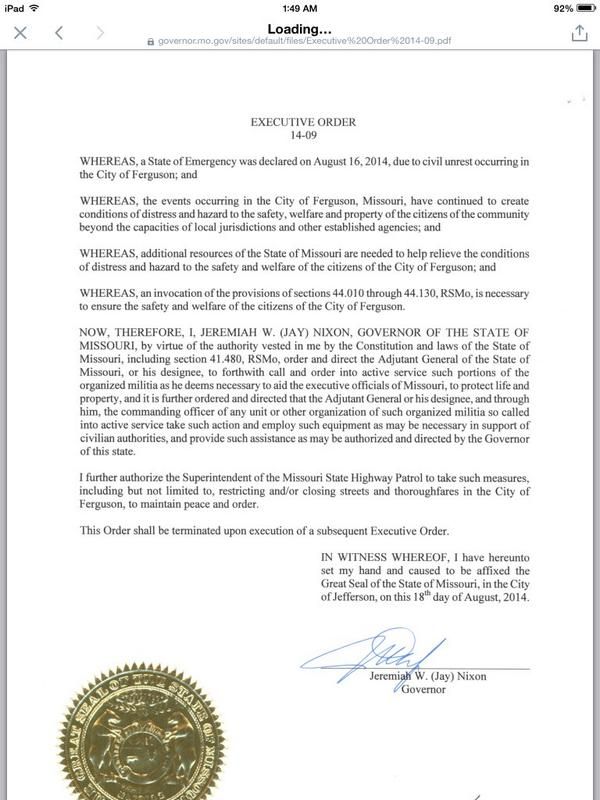 iPad 1:49 AM 92%
Loading...
governor.mo.gov/sites/default/files/Executive%20Order%2014-09.pdf
EXECUTIVE ORDER
14-09
WHEREAS, a State of Emergency was declared on August 16, 2014, due to civil unrest occurring in
the City of Ferguson; and
WHEREAS, the events occurring in the City of Ferguson, Missouri, have continued to create
conditions of distress and hazard to the safety, welfare and property of the citizens of the community
beyond the capacities of local jurisdictions and other established agencies; and
WHEREAS, additional resources of the State of Missouri are needed to help relieve the conditions
of distress and hazard to the safety and welfare of the citizens of the City of Ferguson; and
WHEREAS, an invocation of the provisions of sections 44.010 through 44.130, RSMo, is necessary
to ensure the safety and welfare of the citizens of the City of Ferguson.
NOW, THEREFORE, I, JEREMIAH W. (JAY) NIXON, GOVERNOR OF THE STATE OF
MISSOURI, by virtue of the authority vested in me by the Constitution and laws of the State of
Missouri, including section 41.480, RSMo, order and direct the Adjutant General of the State of
Missouri, or his designee, to forthwith call and order into active service such portions of the
organized militia as he deems necessary to aid the executive officials of Missouri, to protect life and
property, and it is further ordered and directed that the Adjutant General or his designee, and through
him, the commanding officer of any unit or other organization of such organized militia so called
into active service take such action and employ such equipment as may be necessary in support of
civilian authorities, and provide such assistance as may be authorized and directed by the Governor
of this state.
I further authorize the Superintendent of the Missouri State Highway Patrol to take such measures,
including but not limited to, restricting and/or closing streets and thoroughfares in the City of
Ferguson, to maintain peace and order.
This Order shall be terminated upon execution of a subsequent Executive Order.
IN WITNESS WHEREOF, I have hereunto
set my hand and caused to be affixed the
Great Seal of the State of Missouri, in the City
of Jefferson, on this 18th day of August, 2014.
Jeremiah W. (Jay) Nixon
Governor
GREAT SEAL OF THE STATE OF MISSOURI